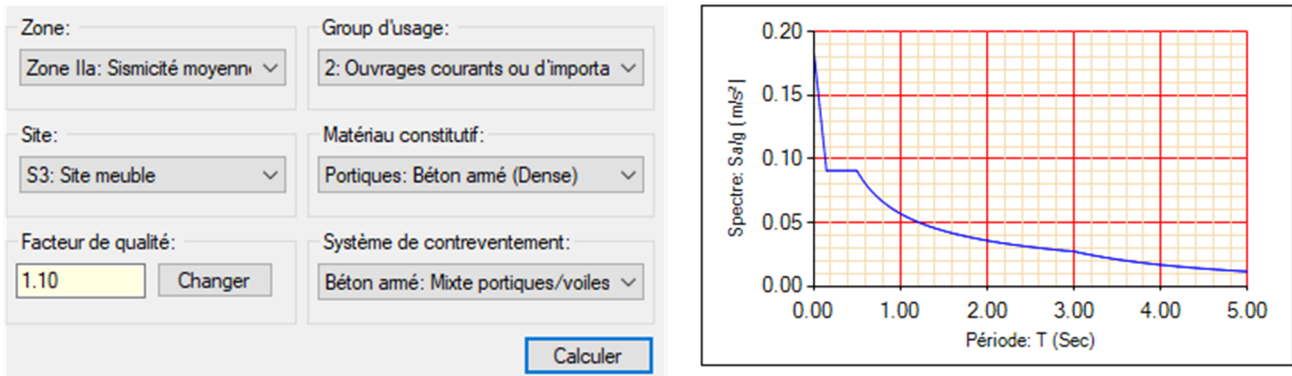 Zone:
Zone IIa: Sismicité moyenn
Group d'usage:
2: Ouvrages courants ou d'importa
Site:
S3: Site meuble
Matériau constitutif:
Portiques: Béton armé (Dense)
Facteur de qualité:
1.10
Changer
Système de contreventement:
Béton armé: Mixte portiques/voiles
Calculer
Spectre: Sa/g ( m/s²|
0.20
0.15
0.10
0.05
0.00
0.00 1.00 2.00 3.00 4.00 5.00
Période: T (Sec)